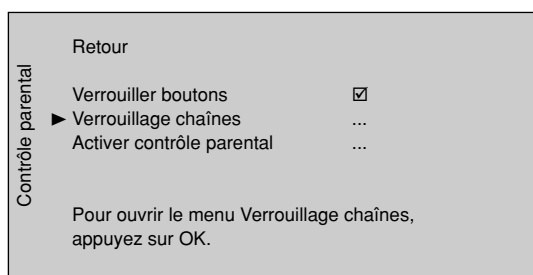 Contrôle parental
Retour
Verrouiller boutons ☑
▶ Verrouillage chaînes ...
Activer contrôle parental ...
Pour ouvrir le menu Verrouillage chaînes,
appuyez sur OK.